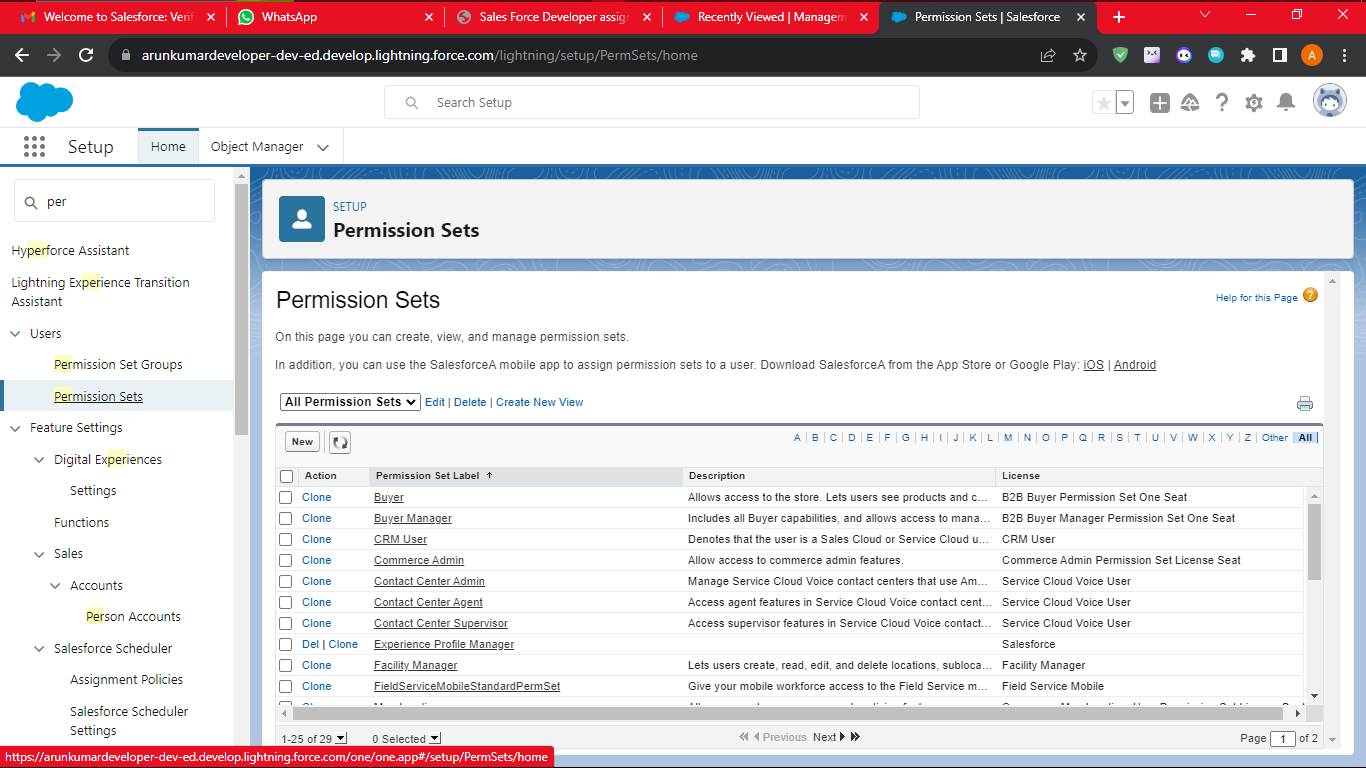 Welcome to Salesforce: Verif
WhatsApp
Sales Force Developer assign
Recently Viewed | Managem
Permission Sets | Salesforce
arunkumardeveloper-dev-ed.develop.lightning.force.com/lightning/setup/PermSets/home
A
Search Setup
Setup
Home
Object Manager
per
Hyperforce Assistant
Lightning Experience Transition
Assistant
Users
Permission Set Groups
Permission Sets
Feature Settings
Digital Experiences
Settings
Functions
Sales
Accounts
Person Accounts
Salesforce Scheduler
Assignment Policies
Salesforce Scheduler
Settings
SETUP
Permission Sets
Permission Sets
Help for this Page ?
On this page you can create, view, and manage permission sets.
In addition, you can use the SalesforceA mobile app to assign permission sets to a user. Download SalesforceA from the App Store or Google Play: iOS | Android
All Permission Sets Edit | Delete | Create New View
New
A | B | C | D | E | F | G | H | I | J | K | L | M | N | O | P | Q | R | S | T | U | V | W | X | Y | Z | Other | All
Action Permission Set Label ↑ Description License
Clone Buyer Allows access to the store. Lets users see products and c... B2B Buyer Permission Set One Seat
Clone Buyer Manager Includes all Buyer capabilities, and allows access to mana... B2B Buyer Manager Permission Set One Seat
Clone CRM User Denotes that the user is a Sales Cloud or Service Cloud u... CRM User
Clone Commerce Admin Allow access to commerce admin features. Commerce Admin Permission Set License Seat
Clone Contact Center Admin Manage Service Cloud Voice contact centers that use Am... Service Cloud Voice User
Clone Contact Center Agent Access agent features in Service Cloud Voice contact cent... Service Cloud Voice User
Clone Contact Center Supervisor Access supervisor features in Service Cloud Voice contact... Service Cloud Voice User
Del | Clone Experience Profile Manager Salesforce
Clone Facility Manager Lets users create, read, edit, and delete locations, subloca... Facility Manager
Clone FieldServiceMobileStandardPermSet Give your mobile workforce access to the Field Service m... Field Service Mobile
1-25 of 29 0 Selected Previous Next Page 1 of 2
https://arunkumardeveloper-dev-ed.develop.lightning.force.com/one/one.app#/setup/PermSets/home